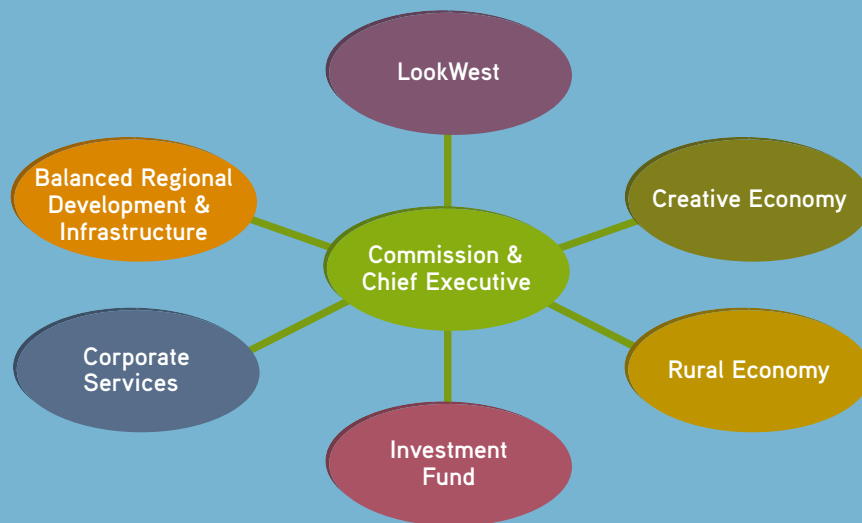 LookWest
Balanced Regional
Development &
Infrastructure
Creative Economy
Commission &
Chief Executive
Corporate
Services
Rural Economy
Investment
Fund